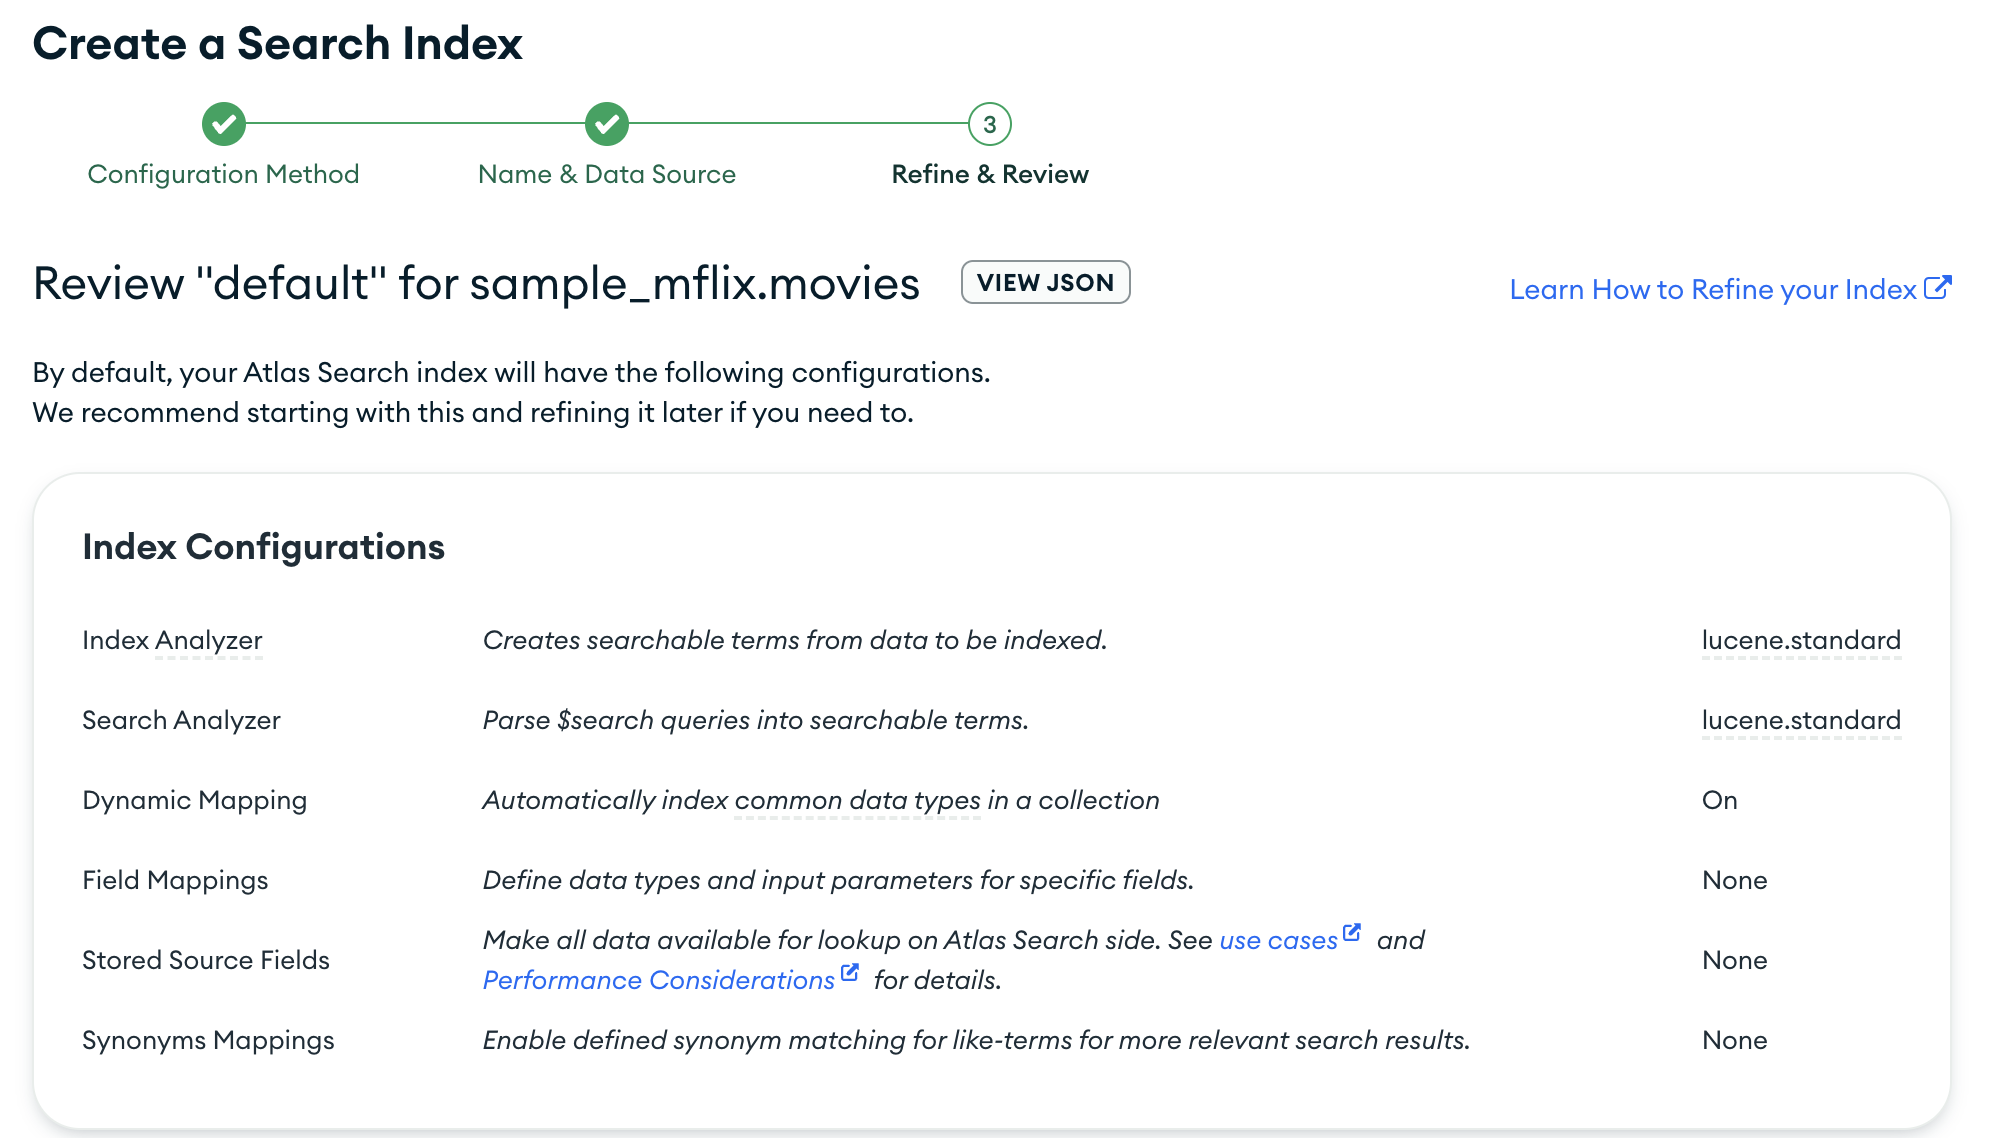 Create a Search Index
3
Configuration Method
Name & Data Source
Refine & Review
Review "default" for sample_mflix.movies
VIEW JSON
Learn How to Refine your Index
By default, your Atlas Search index will have the following configurations.
We recommend starting with this and refining it later if you need to.
Index Configurations
Index Analyzer
Creates searchable terms from data to be indexed.
lucene.standard
Search Analyzer
Parse $search queries into searchable terms.
lucene.standard
Dynamic Mapping
Automatically index common data types in a collection
On
Field Mappings
Define data types and input parameters for specific fields.
None
Stored Source Fields
Make all data available for lookup on Atlas Search side. See use cases and
Performance Considerations for details.
None
Synonyms Mappings
Enable defined synonym matching for like-terms for more relevant search results.
None